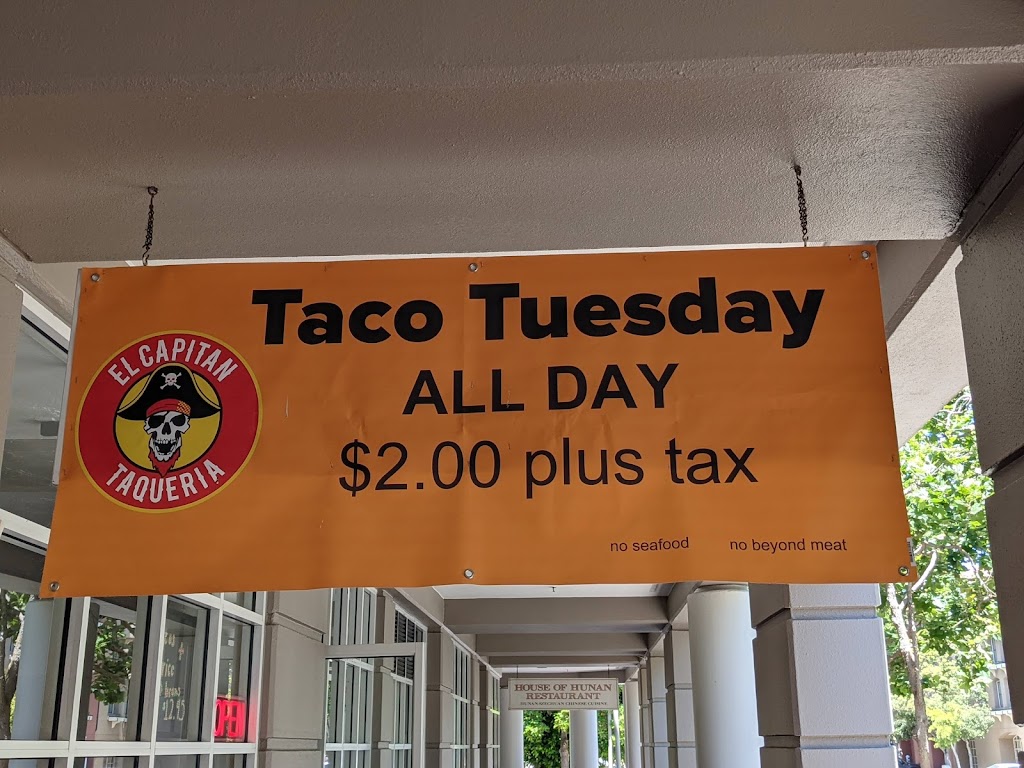 Taco Tuesday
ALL DAY
$2.00 plus tax
no seafood no beyond meat
EL CAPITAN
TAQUERIA
HOUSE OF HUNAN
RESTAURANT